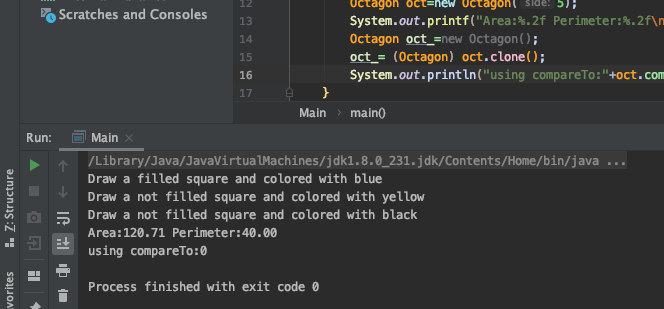 Scratches and Consoles
12 Octagon oct=new Octagon( side: 5);
13 System.out.printf("Area:%.2f Perimeter:%.2f\n
14 Octagon oct_=new Octagon();
15 oct_= (Octagon) oct.clone();
16 System.out.println("using compareTo:"+oct.com
17 }
Main > main()
Run: Main ×
/Library/Java/JavaVirtualMachines/jdk1.8.0_231.jdk/Contents/Home/bin/java ...
Draw a filled square and colored with blue
Draw a not filled square and colored with yellow
Draw a not filled square and colored with black
Area:120.71 Perimeter:40.00
using compareTo:0
Process finished with exit code 0
Z: Structure